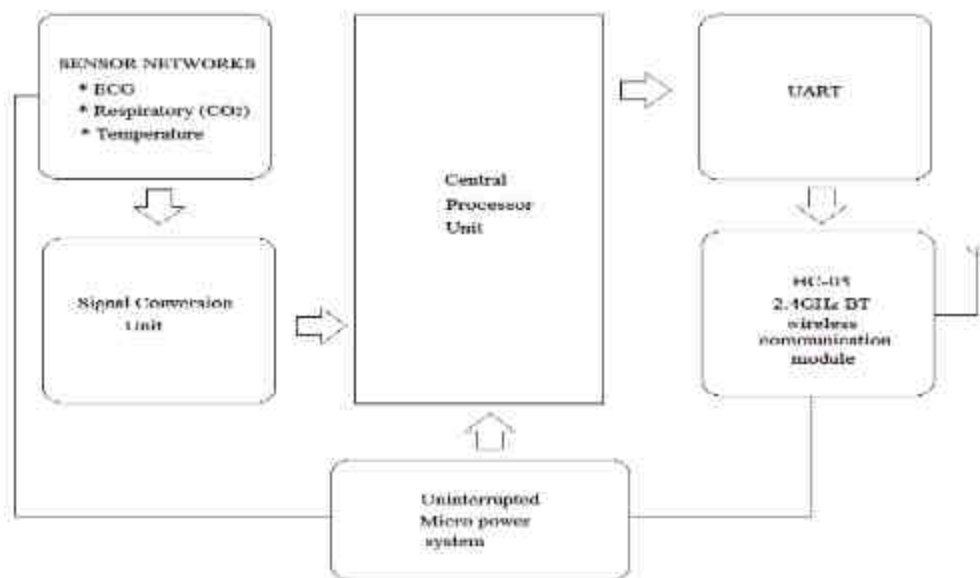 SENSOR NETWORKS
* ECG
* Respiratory (CO2)
* Temperature
Signal Conversion
Unit
Central
Processor
Unit
UART
HC-05
2.4GHz BT
wireless
communication
module
Uninterrupted
Micro power
system